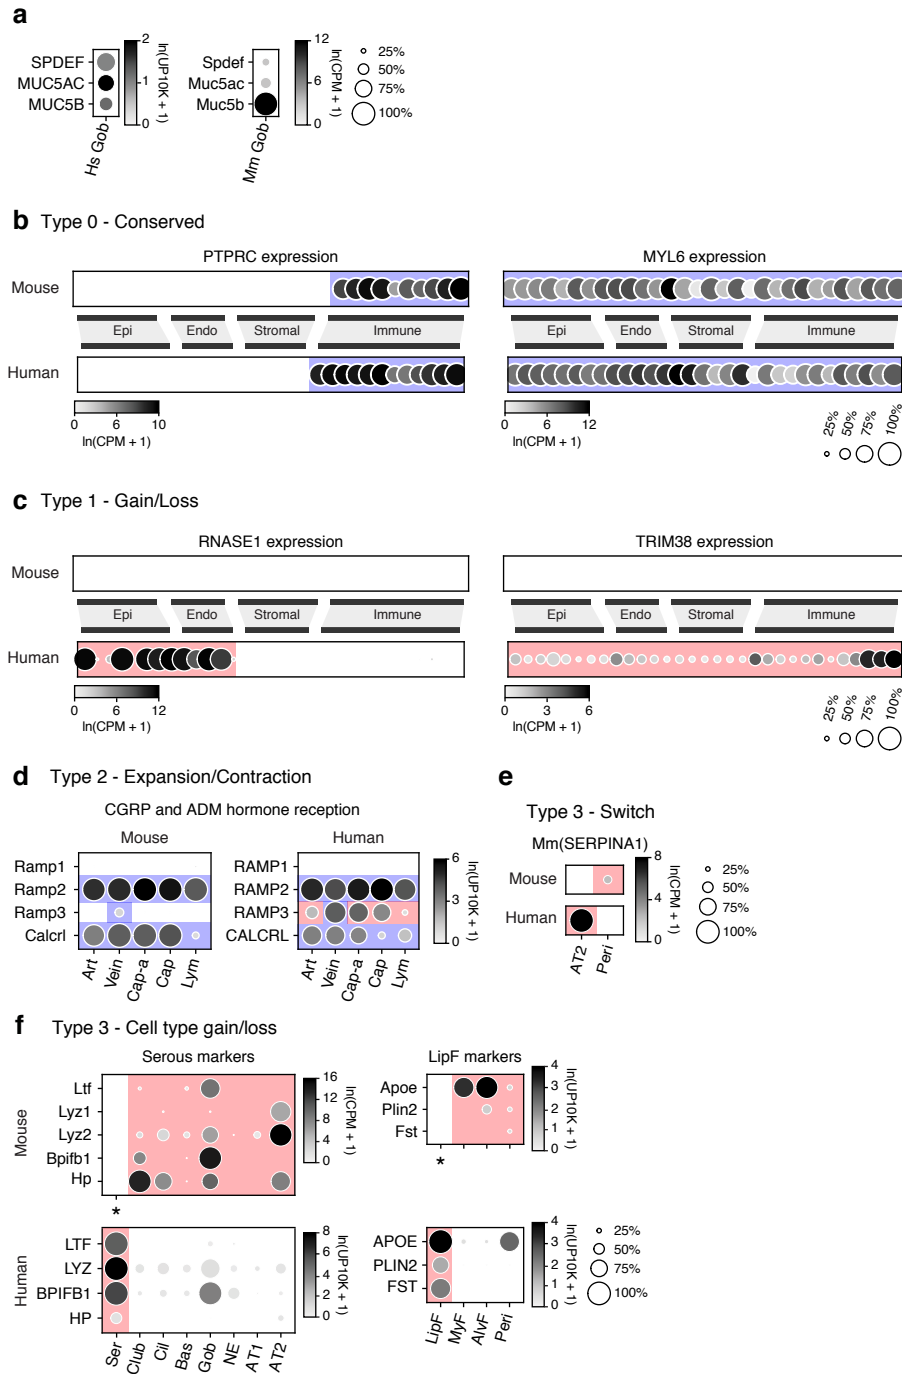 a
SPDEF
MUC5AC
MUC5B
Hs Gob
2
1
0
ln(UP10K + 1)
Spdef
Muc5ac
Muc5b
Mm Gob
12
6
0
ln(CPM + 1)
25%
50%
75%
100%
b Type 0 - Conserved
PTPRC expression
MYL6 expression
Mouse
Epi Endo Stromal Immune
Epi Endo Stromal Immune
Human
0 6 10
ln(CPM + 1)
0 6 12
ln(CPM + 1)
25% 50% 75% 100%
c Type 1 - Gain/Loss
RNASE1 expression
TRIM38 expression
Mouse
Epi Endo Stromal Immune
Epi Endo Stromal Immune
Human
0 6 12
ln(CPM + 1)
0 3 6
ln(CPM + 1)
25% 50% 75% 100%
d Type 2 - Expansion/Contraction
CGRP and ADM hormone reception
Mouse
Ramp1
Ramp2
Ramp3
Calcrl
Art Vein Cap-a Cap Lym
Human
RAMP1
RAMP2
RAMP3
CALCRL
Art Vein Cap-a Cap Lym
6
3
0
ln(UP10K + 1)
e
Type 3 - Switch
Mm(SERPINA1)
Mouse
Human
AT2 Peri
8
4
0
ln(CPM + 1)
25%
50%
75%
100%
f Type 3 - Cell type gain/loss
Serous markers
Mouse
Ltf
Lyz1
Lyz2
Bpifb1
Hp
*
16
12
8
4
0
ln(CPM + 1)
LipF markers
Apoe
Plin2
Fst
*
4
3
2
1
0
ln(UP10K + 1)
Human
LTF
LYZ
BPIFB1
HP
Ser Club Cil Bas Gob NE AT1 AT2
8
6
4
2
0
ln(UP10K + 1)
APOE
PLIN2
FST
LipF MyF AlvF Peri
4
3
2
1
0
ln(UP10K + 1)
25%
50%
75%
100%